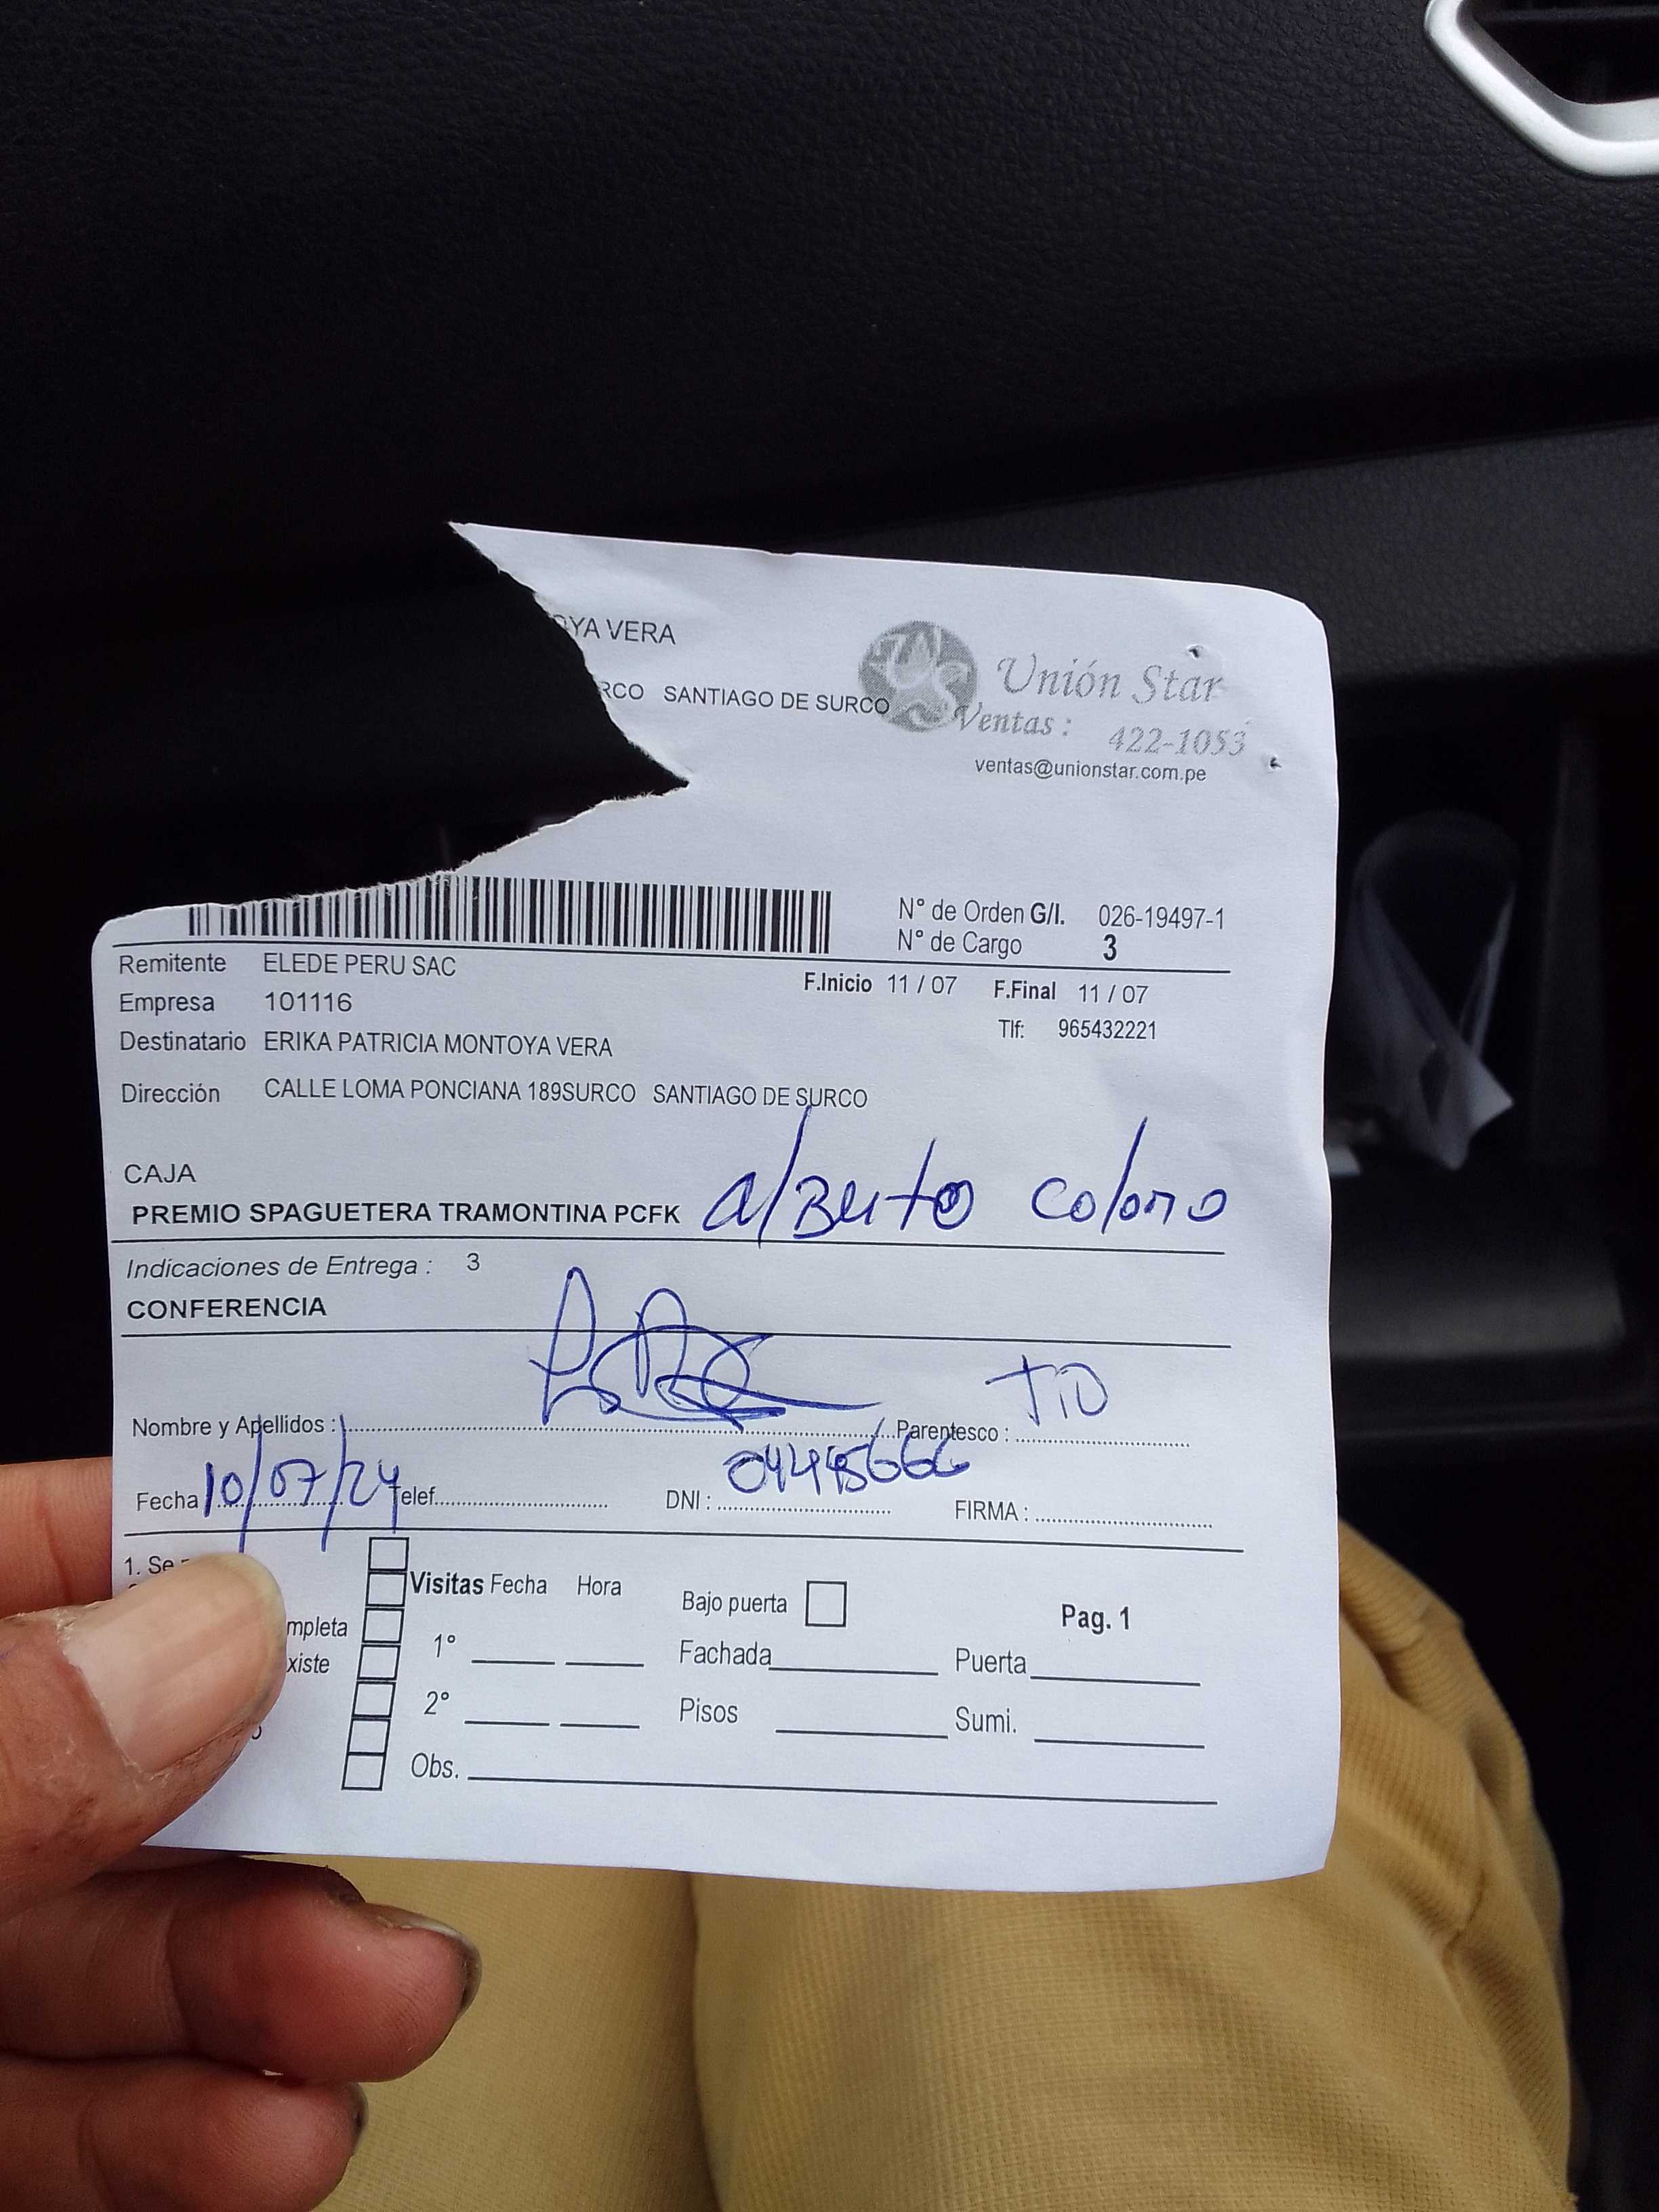 YA VERA
RCO SANTIAGO DE SURCO
Unión Star
Ventas: 422-1053
ventas@unionstar.com.pe
N° de Orden G/I. 026-19497-1
N° de Cargo 3
Remitente ELEDE PERU SAC
F.Inicio 11 / 07 F.Final 11 / 07
Empresa 101116
Tlf: 965432221
Destinatario ERIKA PATRICIA MONTOYA VERA
Dirección CALLE LOMA PONCIANA 189SURCO SANTIAGO DE SURCO
CAJA
PREMIO SPAGUETERA TRAMONTINA PCFK Alberto Colono
Indicaciones de Entrega : 3
CONFERENCIA
Nombre y Apellidos : Parentesco : TIO
Fecha 10/07/24 Telef. DNI : FIRMA :
1. Se
mpleta
xiste
Visitas Fecha Hora
Bajo puerta
Pag. 1
1° Fachada Puerta
2° Pisos Sumi.
Obs.